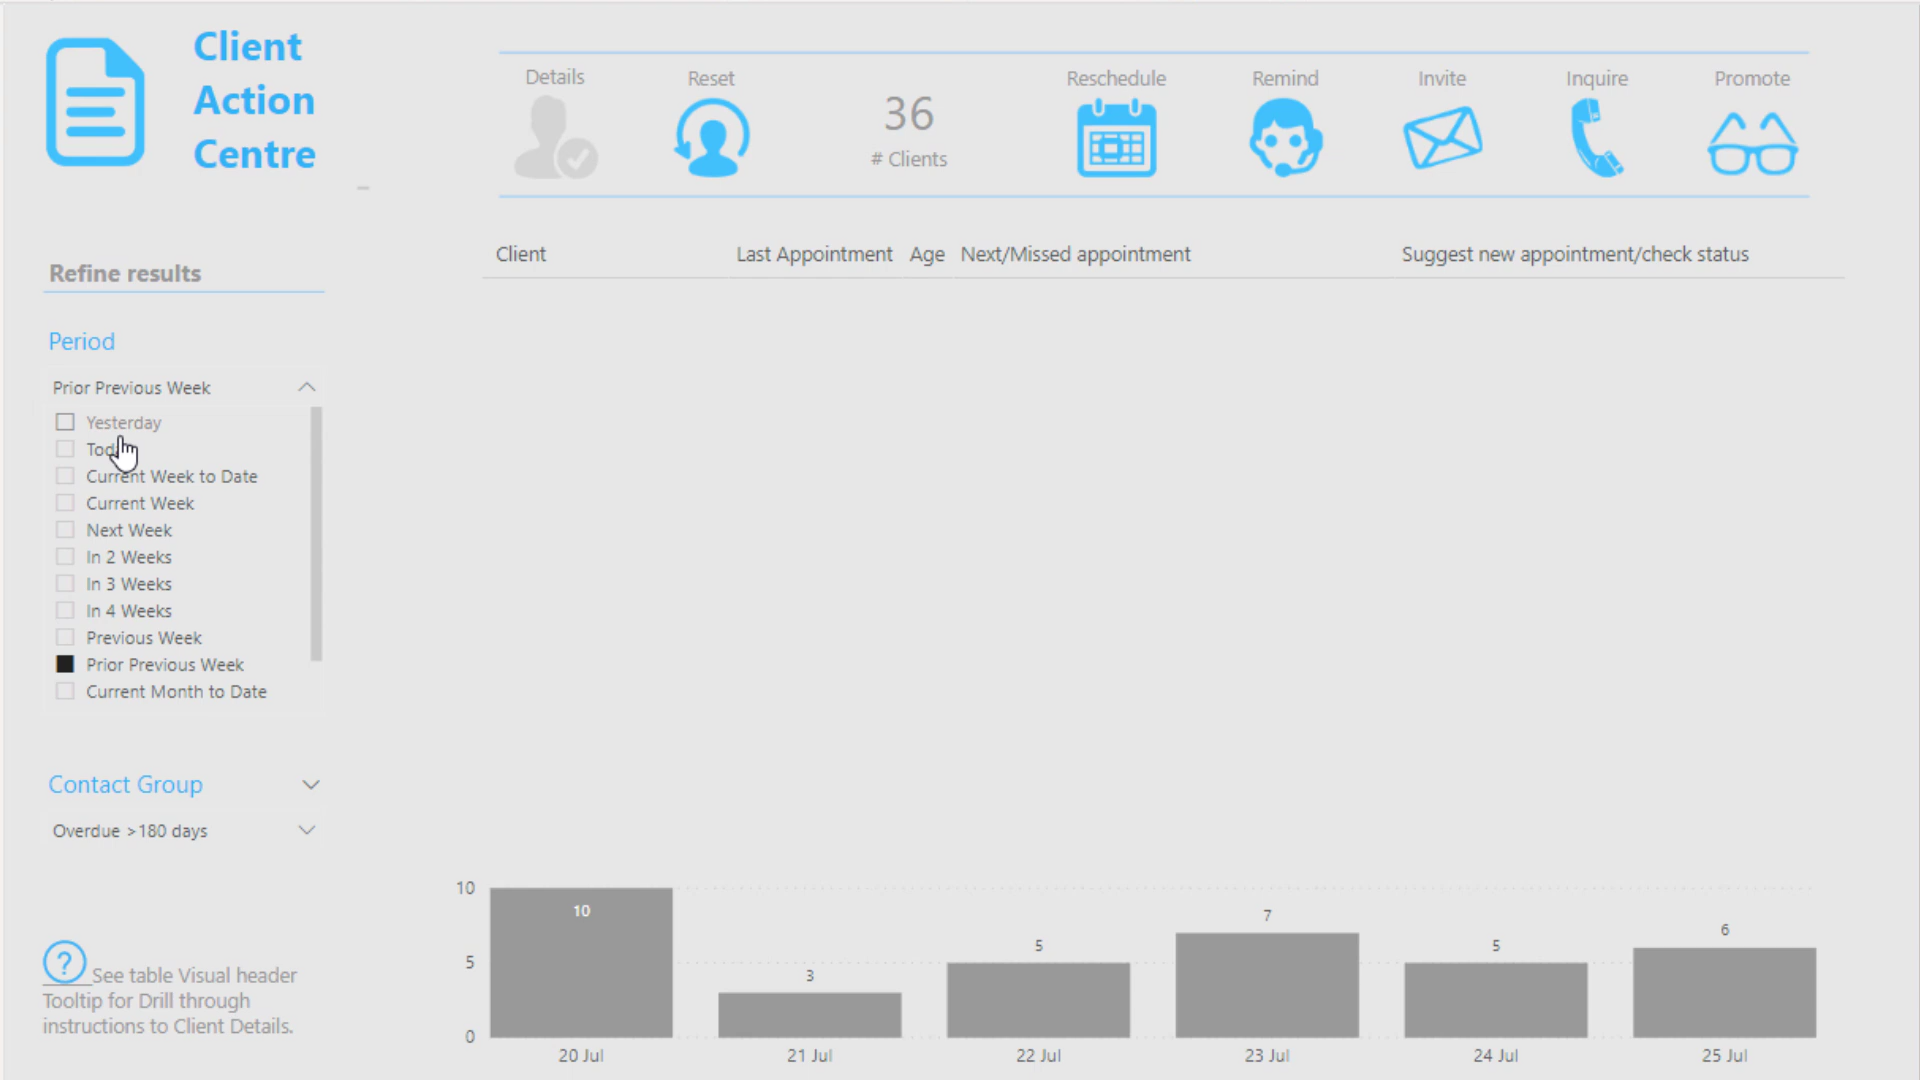 Client
Action
Centre
Details
Reset
36
# Clients
Reschedule
Remind
Invite
Inquire
Promote
Refine results
Period
Prior Previous Week
Yesterday
Current Week to Date
Current Week
Next Week
In 2 Weeks
In 3 Weeks
In 4 Weeks
Previous Week
Prior Previous Week
Current Month to Date
Contact Group
Overdue >180 days
? See table Visual header
Tooltip for Drill through
instructions to Client Details.
Client Last Appointment Age Next/Missed appointment Suggest new appointment/check status
10
5
0
10
3
5
7
5
6
20 Jul
21 Jul
22 Jul
23 Jul
24 Jul
25 Jul